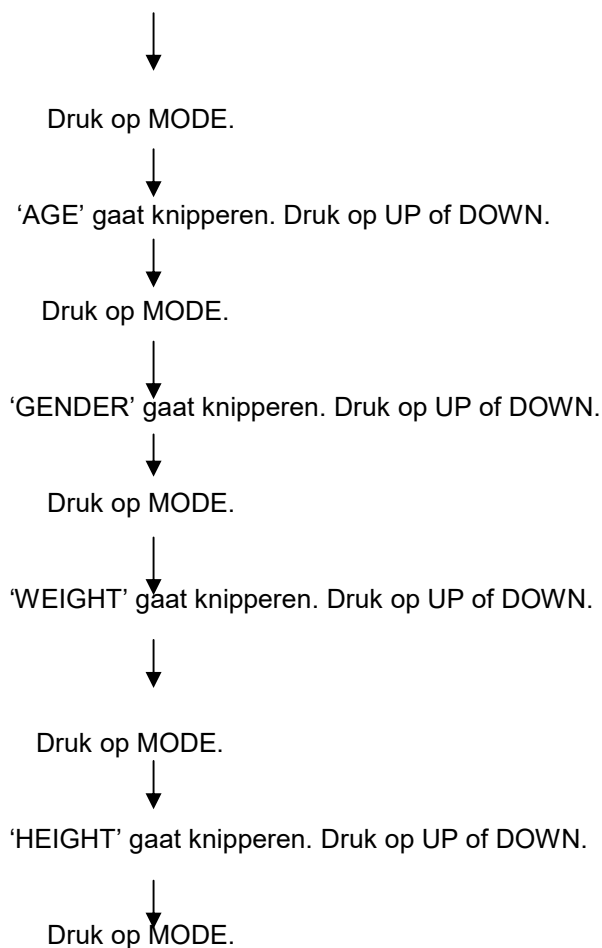 Druk op MODE.
‘AGE’ gaat knipperen. Druk op UP of DOWN.
Druk op MODE.
‘GENDER’ gaat knipperen. Druk op UP of DOWN.
Druk op MODE.
‘WEIGHT’ gaat knipperen. Druk op UP of DOWN.
Druk op MODE.
‘HEIGHT’ gaat knipperen. Druk op UP of DOWN.
Druk op MODE.